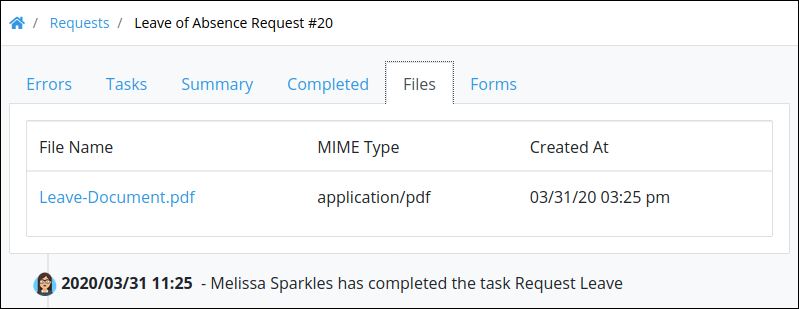 / Requests / Leave of Absence Request #20
Errors Tasks Summary Completed Files Forms
File Name MIME Type Created At
Leave-Document.pdf application/pdf 03/31/20 03:25 pm
2020/03/31 11:25 - Melissa Sparkles has completed the task Request Leave